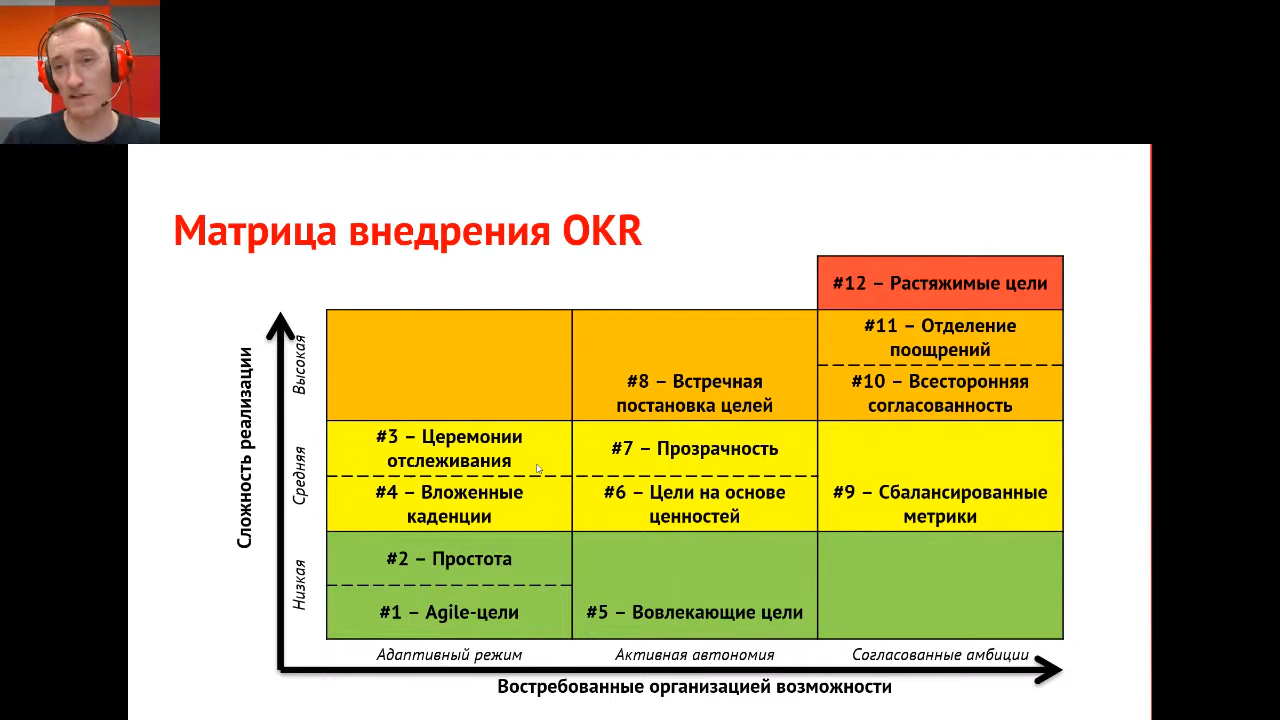 Матрица внедрения OKR
#12 – Растяжимые цели
#11 – Отделение
поощрений
#10 – Всесторонняя
согласованность
#8 – Встречная
постановка целей
#3 – Церемонии
отслеживания
#7 – Прозрачность
#4 – Вложенные
каденции
#6 – Цели на основе
ценностей
#9 – Сбалансированные
метрики
#2 – Простота
#1 – Agile-цели
#5 – Вовлекающие цели
Сложность реализации
Высокая
Средняя
Низкая
Адаптивный режим
Активная автономия
Согласованные амбиции
Востребованные организацией возможности